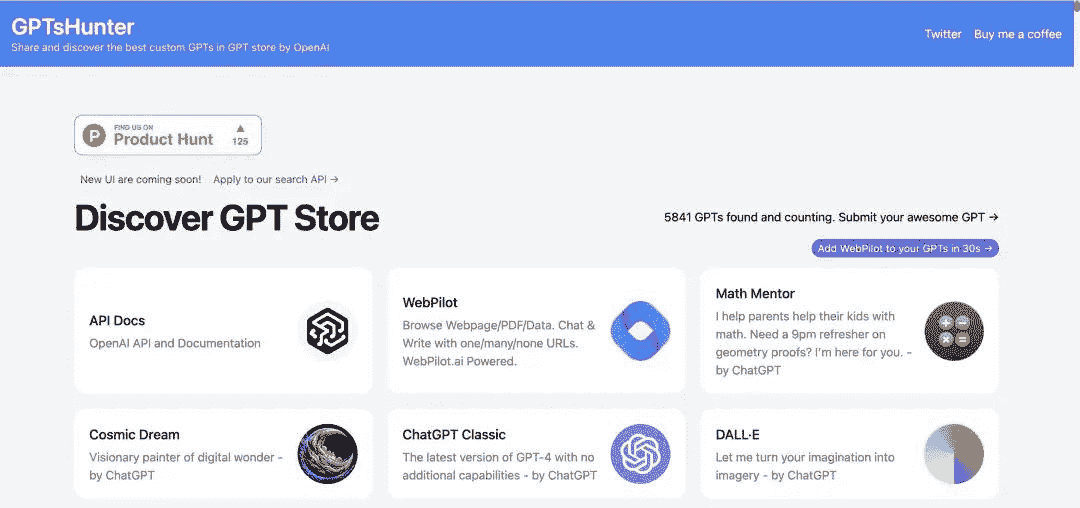 GPTsHunter
Share and discover the best custom GPTs in GPT store by OpenAI
Twitter
Buy me a coffee
P
FIND US ON
Product Hunt
▲
125
New UI are coming soon!
Apply to our search API →
Discover GPT Store
5841 GPTs found and counting. Submit your awesome GPT →
Add WebPilot to your GPTs in 30s →
API Docs
OpenAI API and Documentation
WebPilot
Browse Webpage/PDF/Data. Chat &
Write with one/many/none URLs.
WebPilot.ai Powered.
Math Mentor
I help parents help their kids with
math. Need a 9pm refresher on
geometry proofs? I'm here for you. -
by ChatGPT
Cosmic Dream
Visionary painter of digital wonder -
by ChatGPT
ChatGPT Classic
The latest version of GPT-4 with no
additional capabilities - by ChatGPT
DALL·E
Let me turn your imagination into
imagery - by ChatGPT